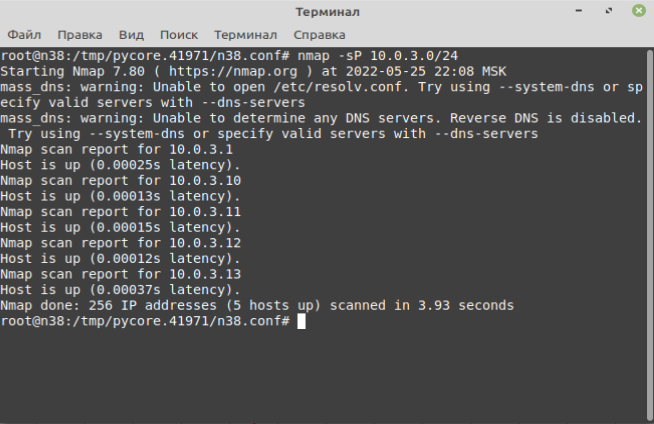 Терминал
Файл Правка Вид Поиск Терминал Справка
root@n38:/tmp/pycore.41971/n38.conf# nmap -sP 10.0.3.0/24
Starting Nmap 7.80 ( https://nmap.org ) at 2022-05-25 22:08 MSK
mass_dns: warning: Unable to open /etc/resolv.conf. Try using --system-dns or sp
ecify valid servers with --dns-servers
mass_dns: warning: Unable to determine any DNS servers. Reverse DNS is disabled.
 Try using --system-dns or specify valid servers with --dns-servers
Nmap scan report for 10.0.3.1
Host is up (0.00025s latency).
Nmap scan report for 10.0.3.10
Host is up (0.00013s latency).
Nmap scan report for 10.0.3.11
Host is up (0.00015s latency).
Nmap scan report for 10.0.3.12
Host is up (0.00012s latency).
Nmap scan report for 10.0.3.13
Host is up (0.00037s latency).
Nmap done: 256 IP addresses (5 hosts up) scanned in 3.93 seconds
root@n38:/tmp/pycore.41971/n38.conf#